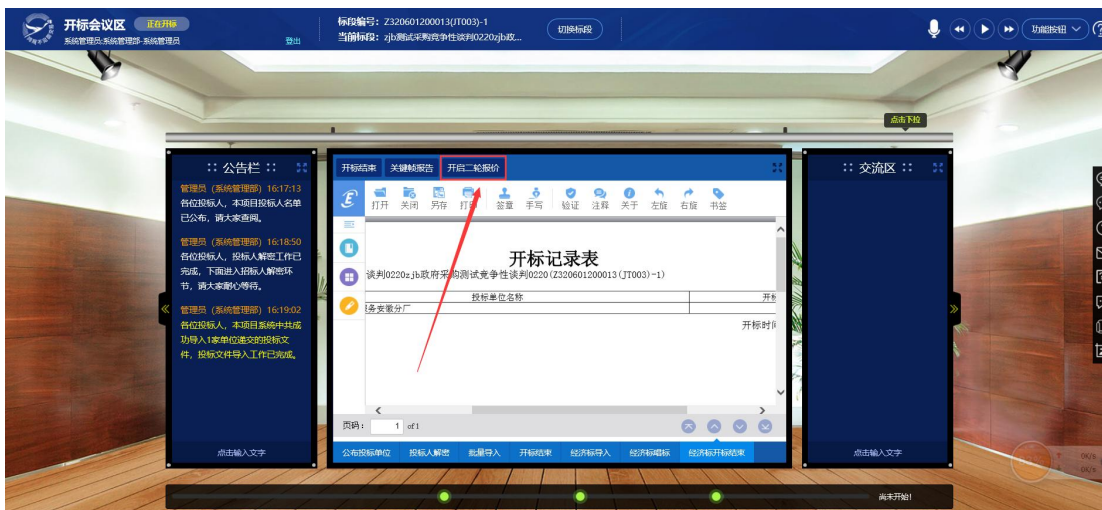 开标会议区 正在开标
系统管理员:系统管理部-系统管理员 登出
标段编号：Z320601200013(JT003)-1
当前标段：zjb测试采购竞争性谈判0220zjb政...
切换标段
功能按钮
点击下拉
:: 公告栏 ::
管理员（系统管理部）16:17:13
各位投标人，本项目投标人名单
已公布，请大家查阅。
管理员（系统管理部）16:18:50
各位投标人，投标人解密工作已
完成，下面进入招标人解密环
节，请大家耐心等待。
管理员（系统管理部）16:19:02
各位投标人，本项目系统中共成
功导入1家单位递交的投标文
件，投标文件导入工作已完成。
点击输入文字
开标结束 关键帧报告 开启二轮报价
打开 关闭 另存 打印 签章 手写 验证 注释 关于 左旋 右旋 书签
开标记录表
谈判0220zjb政府采购测试竞争性谈判0220(Z320601200013(JT003)-1)
投标单位名称 开标
服务安徽分厂
开标时间
页码： 1 of1
公布投标单位 投标人解密 批量导入 开标结束 经济标导入 经济标唱标 经济标开标结束
:: 交流区 ::
点击输入文字
尚未开始!